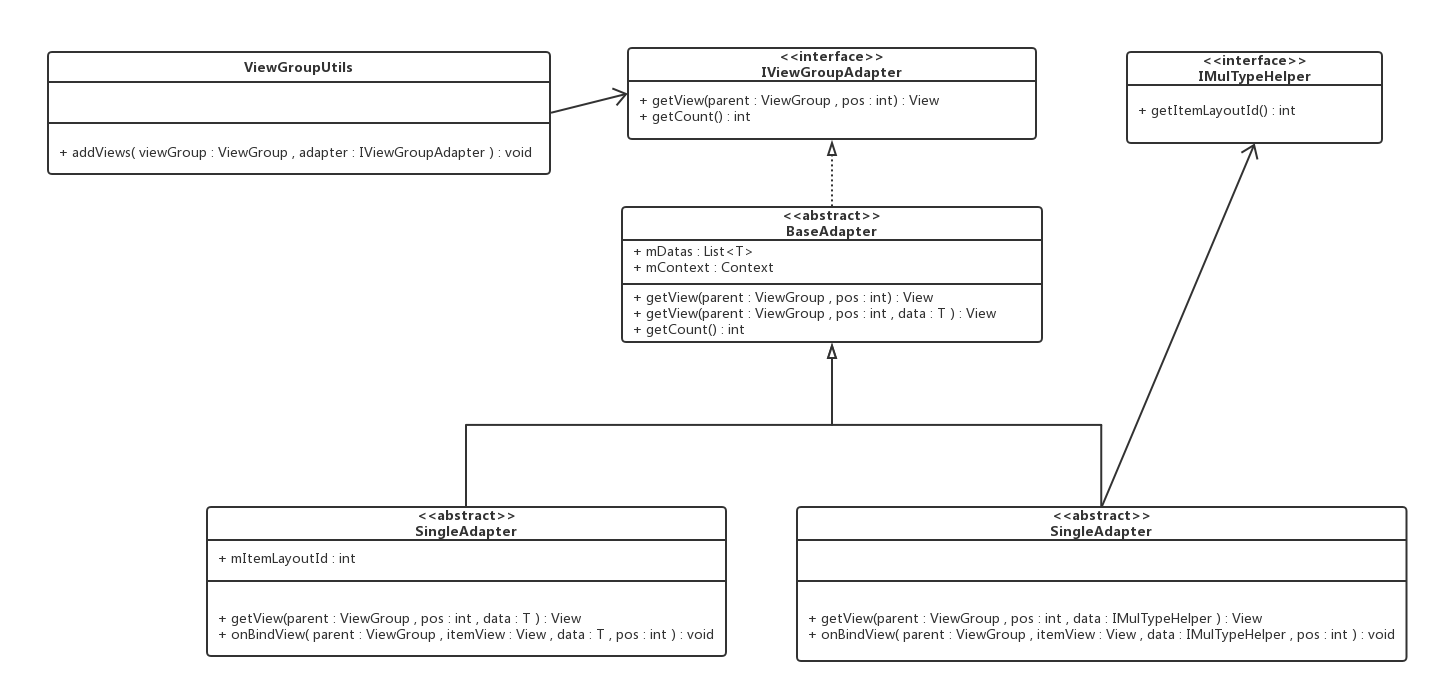 ViewGroupUtils
+ addViews( viewGroup : ViewGroup , adapter : IViewGroupAdapter ) : void
<<interface>>
IViewGroupAdapter
+ getView(parent : ViewGroup , pos : int) : View
+ getCount() : int
<<interface>>
IMulTypeHelper
+ getItemLayoutId() : int
<<abstract>>
BaseAdapter
+ mDatas : List<T>
+ mContext : Context
+ getView(parent : ViewGroup , pos : int) : View
+ getView(parent : ViewGroup , pos : int , data : T ) : View
+ getCount() : int
<<abstract>>
SingleAdapter
+ mItemLayoutId : int
+ getView(parent : ViewGroup , pos : int , data : T ) : View
+ onBindView( parent : ViewGroup , itemView : View , data : T , pos : int ) : void
<<abstract>>
SingleAdapter
+ getView(parent : ViewGroup , pos : int , data : IMulTypeHelper ) : View
+ onBindView( parent : ViewGroup , itemView : View , data : IMulTypeHelper , pos : int ) : void